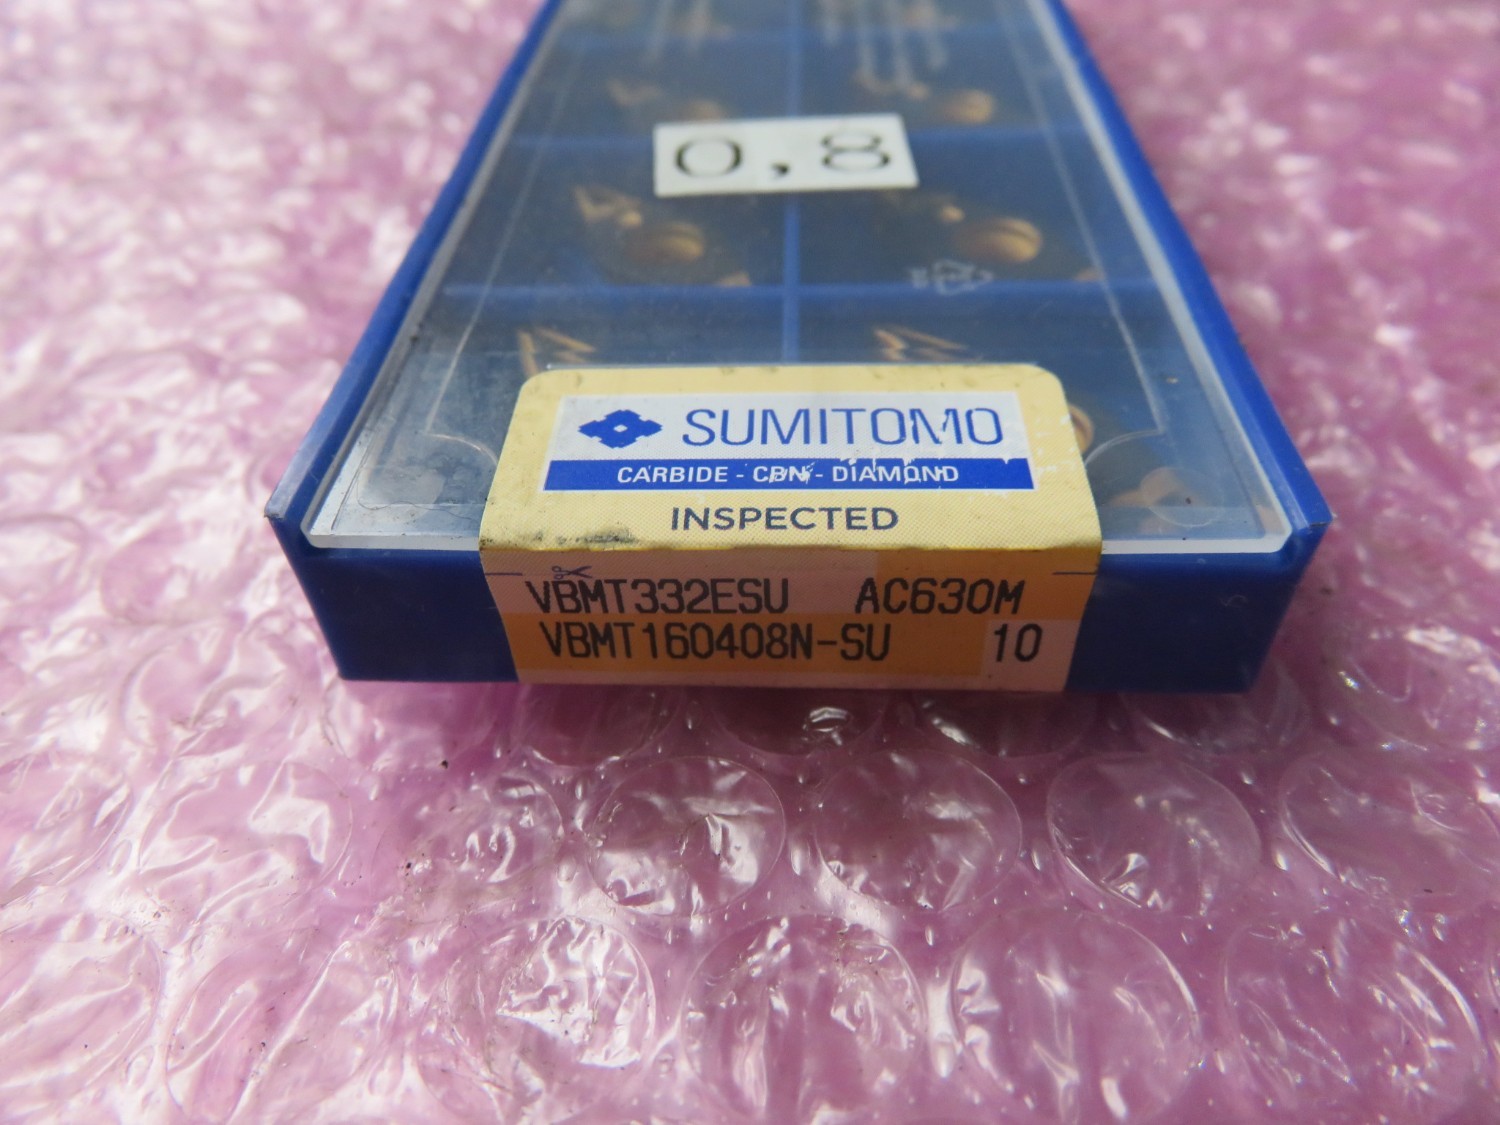 0,8
SUMITOMO
CARBIDE - CBN - DIAMOND
INSPECTED
VBMT332ESU AC630M
VBMT160408N-SU 10